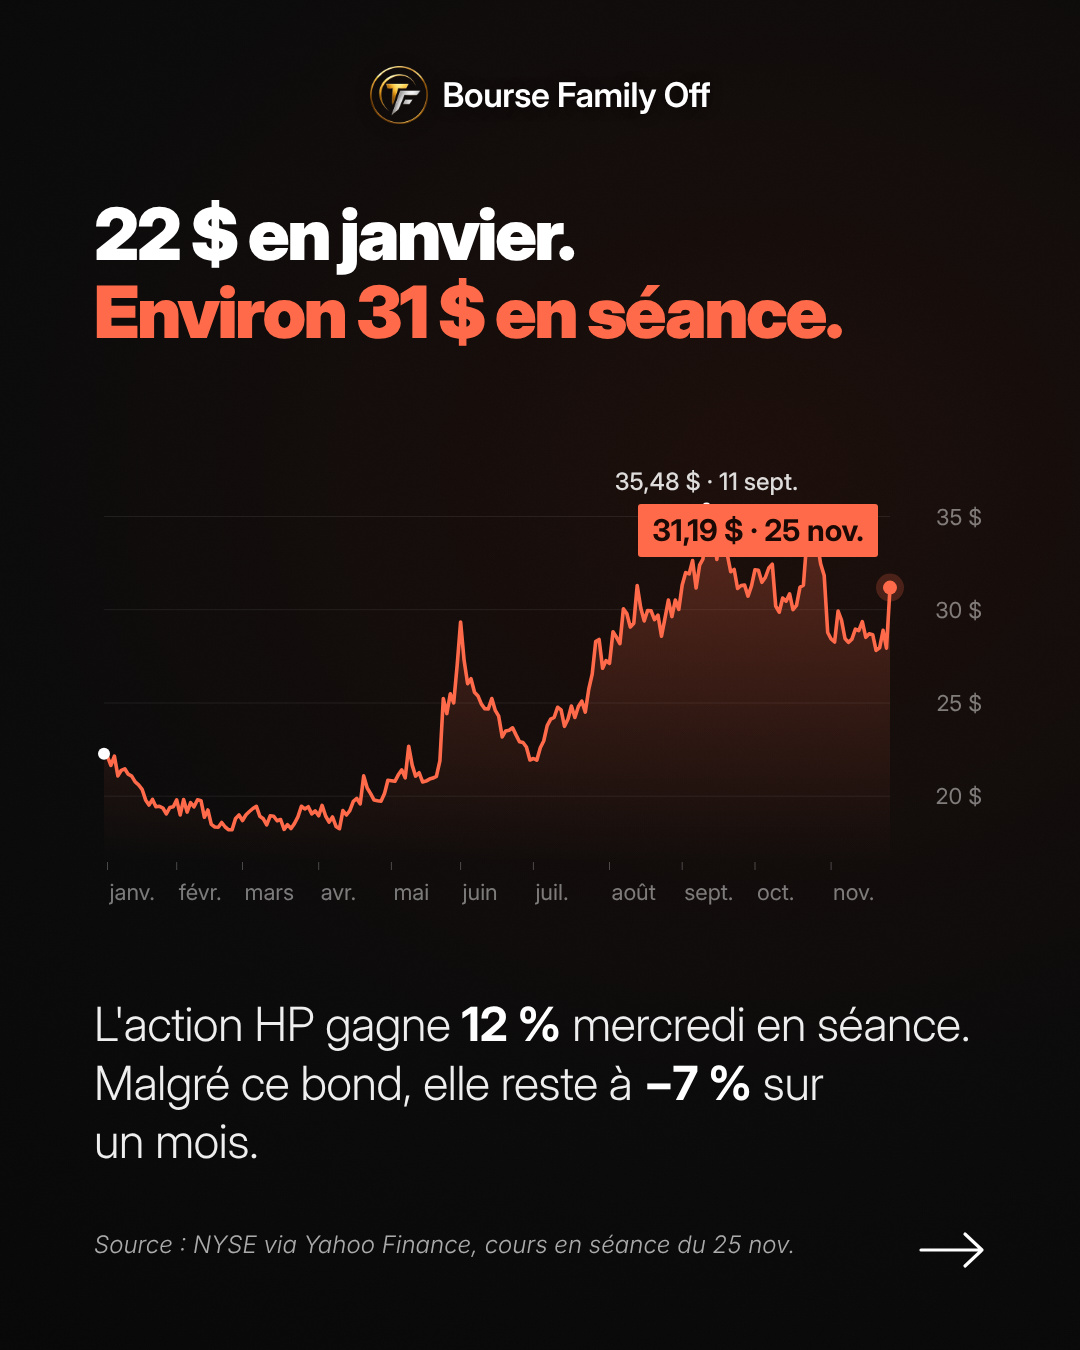 TF Bourse Family Off
22 $ en janvier.
Environ 31 $ en séance.
35,48 $ · 11 sept.
31,19 $ · 25 nov.
35 $
30 $
25 $
20 $
janv. févr. mars avr. mai juin juil. août sept. oct. nov.
L'action HP gagne 12 % mercredi en séance.
Malgré ce bond, elle reste à −7 % sur
un mois.
Source : NYSE via Yahoo Finance, cours en séance du 25 nov.